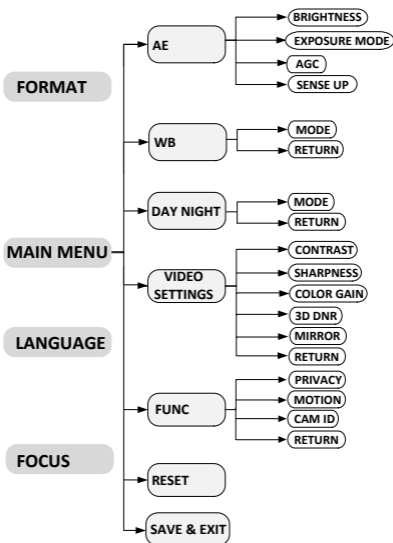 FORMAT
MAIN MENU
LANGUAGE
FOCUS
AE
BRIGHTNESS
EXPOSURE MODE
AGC
SENSE UP
WB
MODE
RETURN
DAY NIGHT
MODE
RETURN
VIDEO
SETTINGS
CONTRAST
SHARPNESS
COLOR GAIN
3D DNR
MIRROR
RETURN
FUNC
PRIVACY
MOTION
CAM ID
RETURN
RESET
SAVE & EXIT